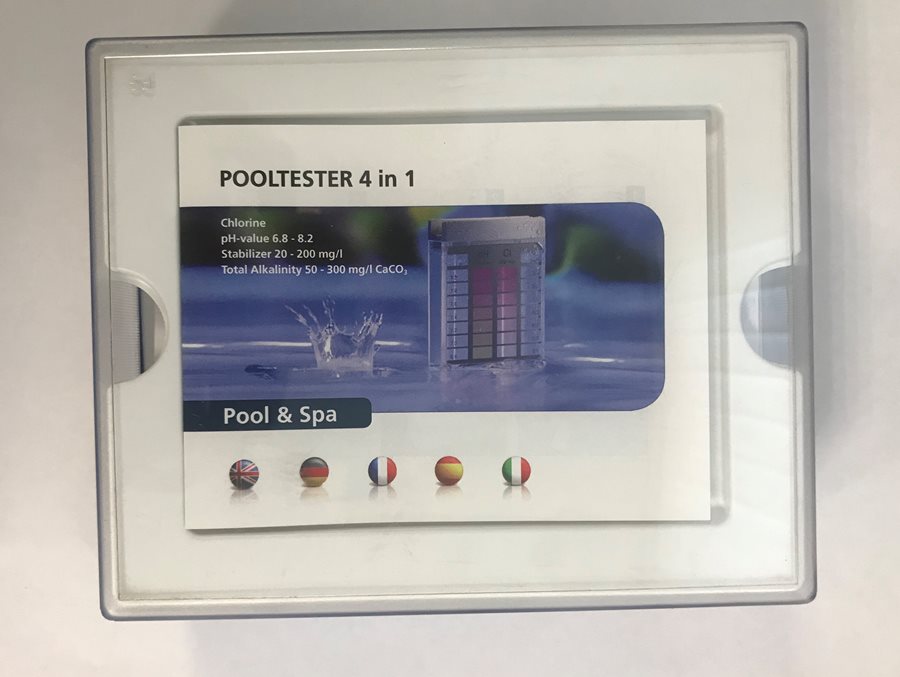 POOLTESTER 4 in 1
Chlorine
pH-value 6.8 - 8.2
Stabilizer 20 - 200 mg/l
Total Alkalinity 50 - 300 mg/l CaCO₃
Pool & Spa